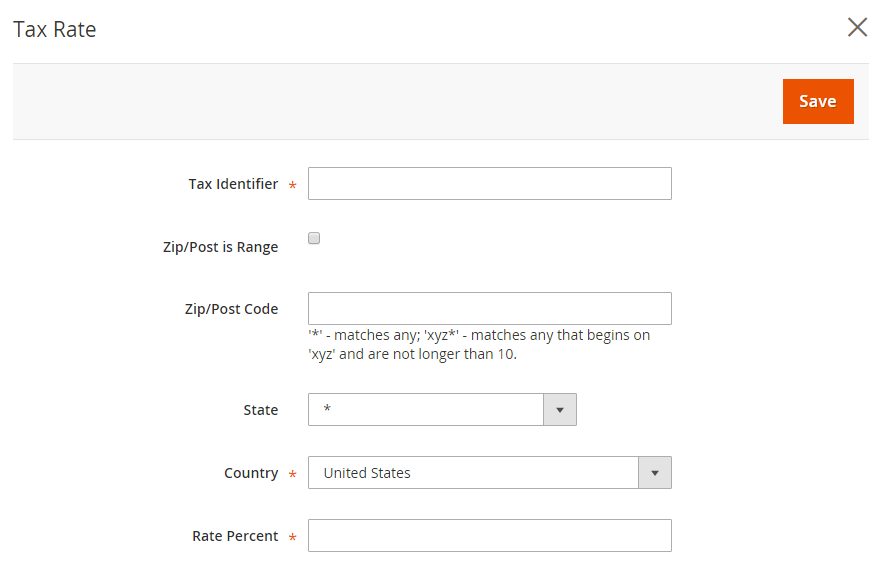 Tax Rate
Save
Tax Identifier *
Zip/Post is Range
Zip/Post Code
'*' - matches any; 'xyz*' - matches any that begins on
'xyz' and are not longer than 10.
State
*
Country *
United States
Rate Percent *